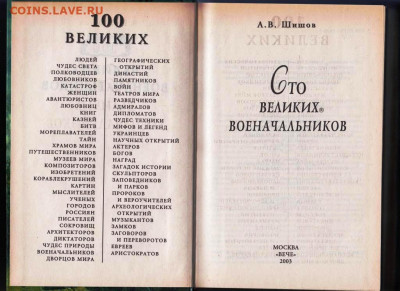 COINS.LAVE.RU
100
ВЕЛИКИХ
ЛЮДЕЙ
ЧУДЕС СВЕТА
ПОЛКОВОДЦЕВ
ЛЮБОВНИКОВ
КАТАСТРОФ
ЖЕНЩИН
АВАНТЮРИСТОВ
ЛЮБОВНИЦ
КНИГ
КАЗНЕЙ
БИТВ
МОРЕПЛАВАТЕЛЕЙ
ТАЙН
ХРАМОВ МИРА
ПУТЕШЕСТВЕННИКОВ
МУЗЕЕВ МИРА
КОМПОЗИТОРОВ
ИЗОБРЕТЕНИЙ
КОРАБЛЕКРУШЕНИЙ
КАРТИН
МЫСЛИТЕЛЕЙ
УЧЕНЫХ
ГОРОДОВ
РОССИЯН
ПИСАТЕЛЕЙ
СОКРОВИЩ
АРХИТЕКТОРОВ
ДИКТАТОРОВ
ЧУДЕС ПРИРОДЫ
ВОЕНАЧАЛЬНИКОВ
ДВОРЦОВ МИРА
ГЕОГРАФИЧЕСКИХ
ОТКРЫТИЙ
ДИНАСТИЙ
ПАМЯТНИКОВ
ВОЙН
ТЕАТРОВ МИРА
РАЗВЕДЧИКОВ
АДМИРАЛОВ
ДИПЛОМАТОВ
ЧУДЕС ТЕХНИКИ
МИФОВ И ЛЕГЕНД
УКРАИНЦЕВ
НАУЧНЫХ ОТКРЫТИЙ
АКТЕРОВ
БОГОВ
НАГРАД
ЗАГАДОК ИСТОРИИ
СКУЛЬПТОРОВ
ЗАПОВЕДНИКОВ
И ПАРКОВ
ПРОРОКОВ
И ВЕРОУЧИТЕЛЕЙ
АРХЕОЛОГИЧЕСКИХ
ОТКРЫТИЙ
МУЗЫКАНТОВ
ЗАМКОВ
ЗАГОВОРОВ
И ПЕРЕВОРОТОВ
ЕВРЕЕВ
АРИСТОКРАТОВ
А.В. Шишов
Сто
ВЕЛИКИХ®
ВОЕНАЧАЛЬНИКОВ
МОСКВА
«ВЕЧЕ»
2003